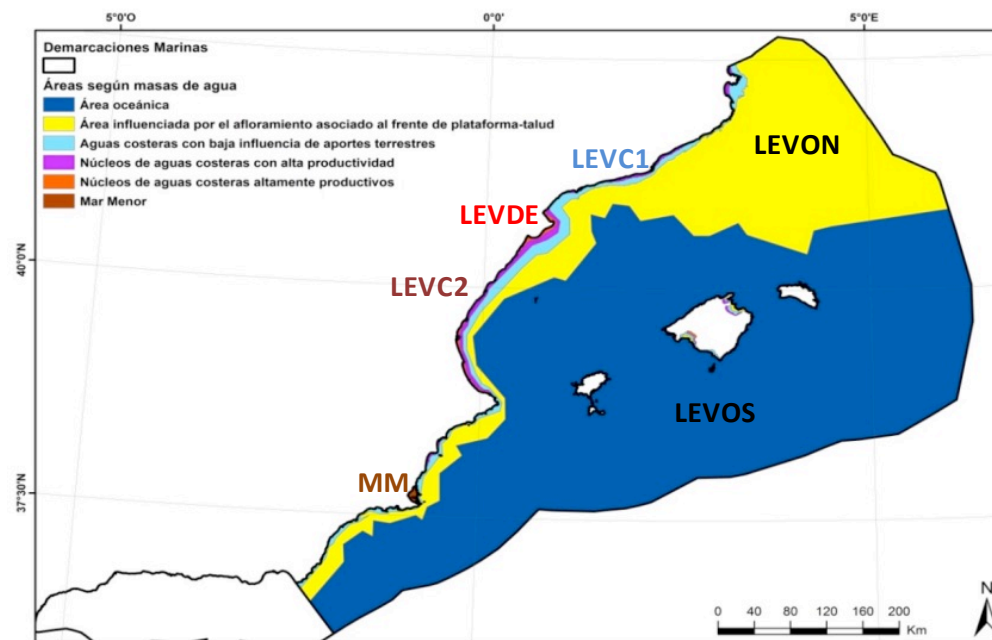 5°0'O 0°0' 5°0'E
Demarcaciones Marinas
Áreas según masas de agua
Área oceánica
Área influenciada por el afloramiento asociado al frente de plataforma-talud
Aguas costeras con baja influencia de aportes terrestres
Núcleos de aguas costeras con alta productividad
Núcleos de aguas costeras altamente productivos
Mar Menor
LEVON
LEVC1
LEVDE
40°0'N
LEVC2
LEVOS
MM
37°30'N
N
0 40 80 120 160 200
Km